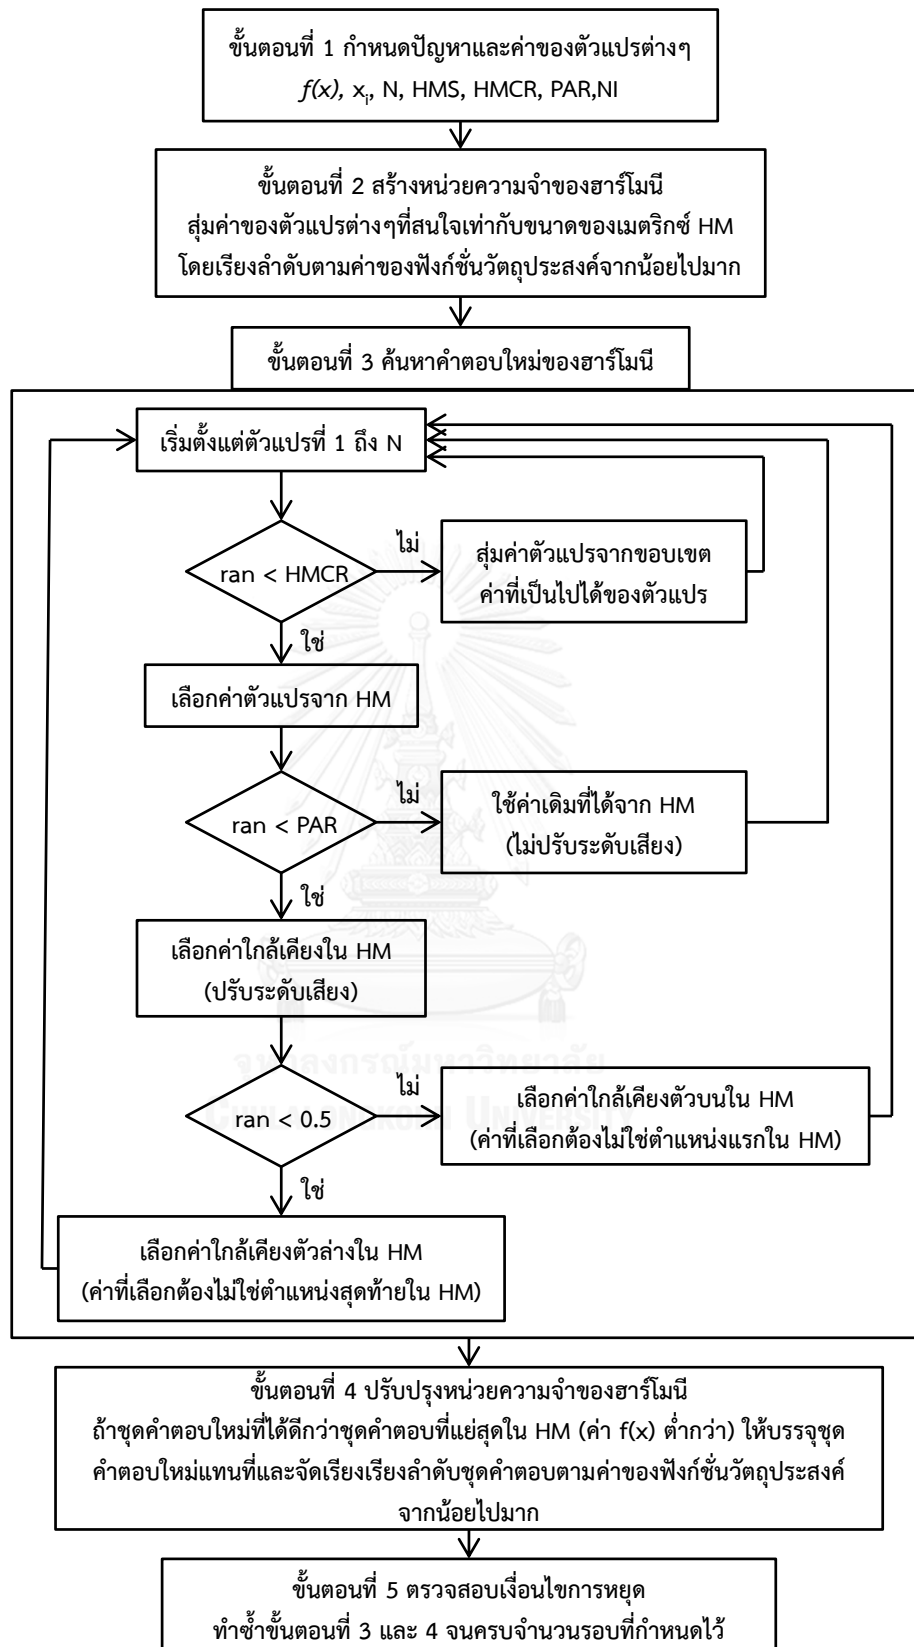 ขั้นตอนที่ 1 กำหนดปัญหาและค่าของตัวแปรต่างๆ
f(x), xi, N, HMS, HMCR, PAR,NI
ขั้นตอนที่ 2 สร้างหน่วยความจำของฮาร์โมนี
สุ่มค่าของตัวแปรต่างๆที่สนใจเท่ากับขนาดของเมตริกซ์ HM
โดยเรียงลำดับตามค่าของฟังก์ชั่นวัตถุประสงค์จากน้อยไปมาก
ขั้นตอนที่ 3 ค้นหาคำตอบใหม่ของฮาร์โมนี
เริ่มตั้งแต่ตัวแปรที่ 1 ถึง N
ran < HMCR
ไม่
สุ่มค่าตัวแปรจากขอบเขต
ค่าที่เป็นไปได้ของตัวแปร
ใช่
เลือกค่าตัวแปรจาก HM
ran < PAR
ไม่
ใช้ค่าเดิมที่ได้จาก HM
(ไม่ปรับระดับเสียง)
ใช่
เลือกค่าใกล้เคียงใน HM
(ปรับระดับเสียง)
จุฬาลงกรณ์มหาวิทยาลัย
CHULALONGKORN UNIVERSITY
ran < 0.5
ไม่
เลือกค่าใกล้เคียงตัวบนใน HM
(ค่าที่เลือกต้องไม่ใช่ตำแหน่งแรกใน HM)
ใช่
เลือกค่าใกล้เคียงตัวล่างใน HM
(ค่าที่เลือกต้องไม่ใช่ตำแหน่งสุดท้ายใน HM)
ขั้นตอนที่ 4 ปรับปรุงหน่วยความจำของฮาร์โมนี
ถ้าชุดคำตอบใหม่ที่ได้ดีกว่าชุดคำตอบที่แย่สุดใน HM (ค่า f(x) ต่ำกว่า) ให้บรรจุชุด
คำตอบใหม่แทนที่และจัดเรียงเรียงลำดับชุดคำตอบตามค่าของฟังก์ชั่นวัตถุประสงค์
จากน้อยไปมาก
ขั้นตอนที่ 5 ตรวจสอบเงื่อนไขการหยุด
ทำซ้ำขั้นตอนที่ 3 และ 4 จนครบจำนวนรอบที่กำหนดไว้